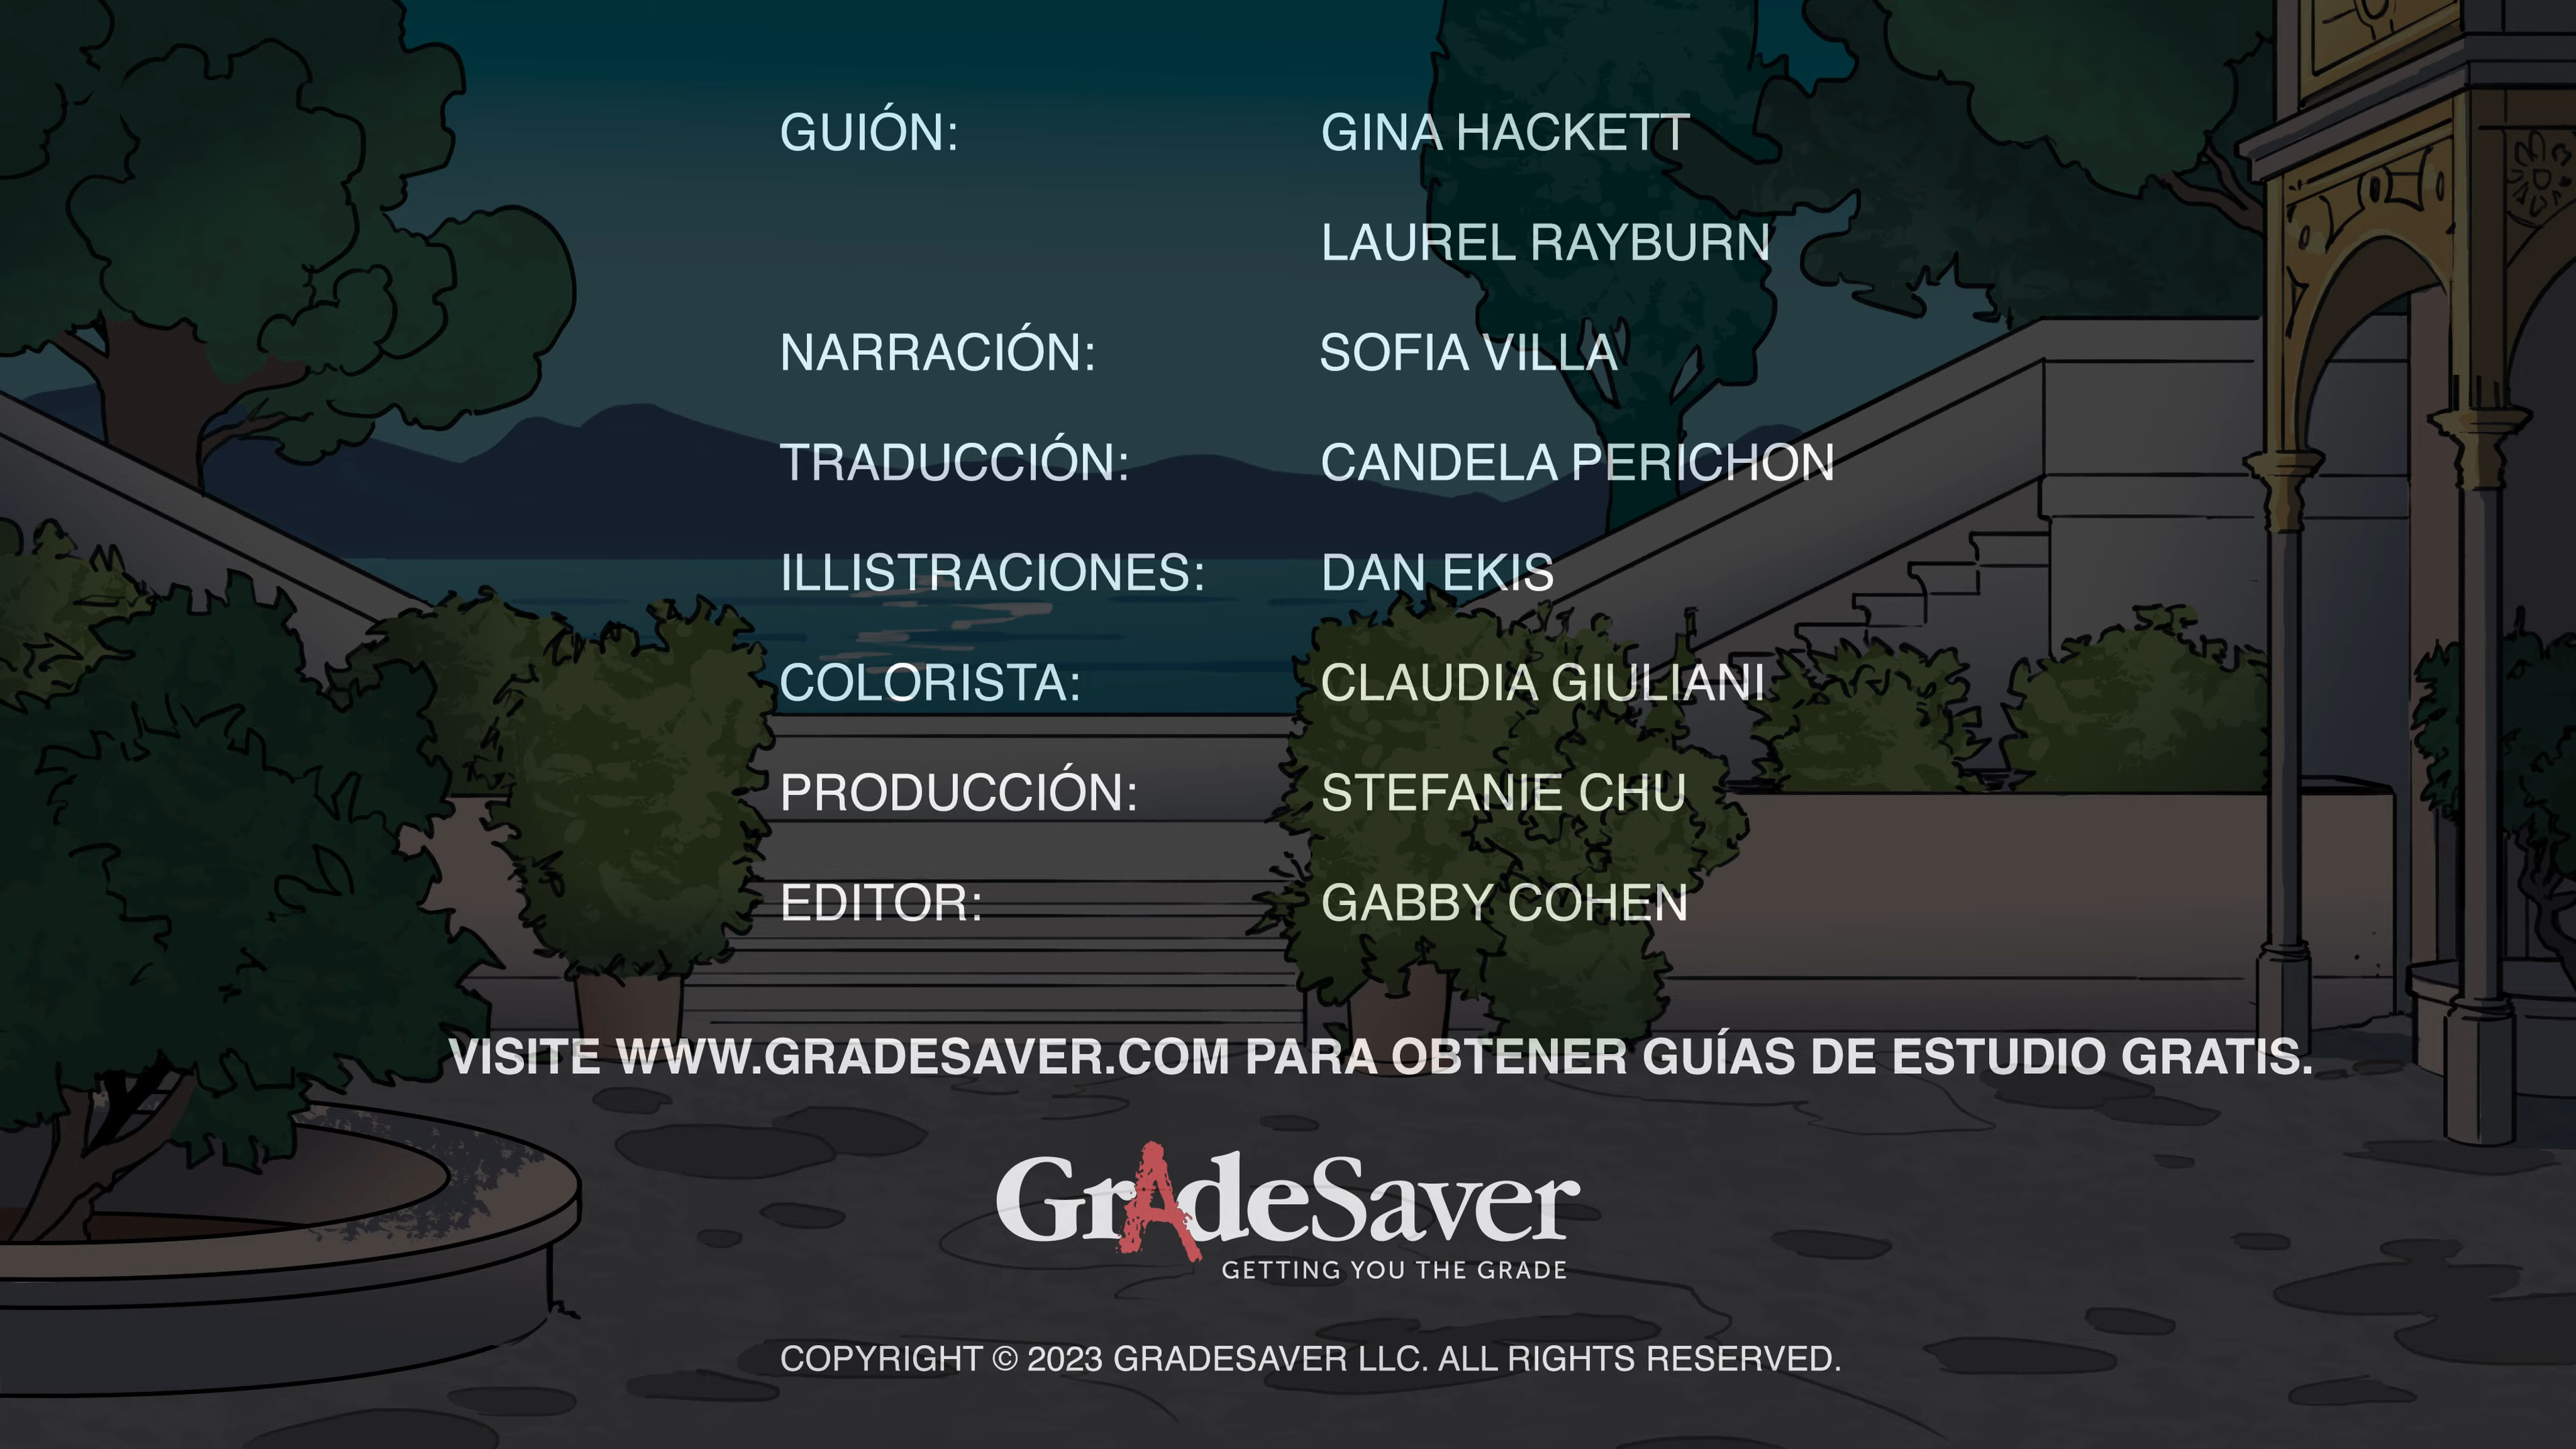 GUIÓN: GINA HACKETT
LAUREL RAYBURN
NARRACIÓN: SOFIA VILLA
TRADUCCIÓN: CANDELA PERICHON
ILLISTRACIONES: DAN EKIS
COLORISTA: CLAUDIA GIULIANI
PRODUCCIÓN: STEFANIE CHU
EDITOR: GABBY COHEN
VISITE WWW.GRADESAVER.COM PARA OBTENER GUÍAS DE ESTUDIO GRATIS.
GrAdeSaver
GETTING YOU THE GRADE
COPYRIGHT © 2023 GRADESAVER LLC. ALL RIGHTS RESERVED.